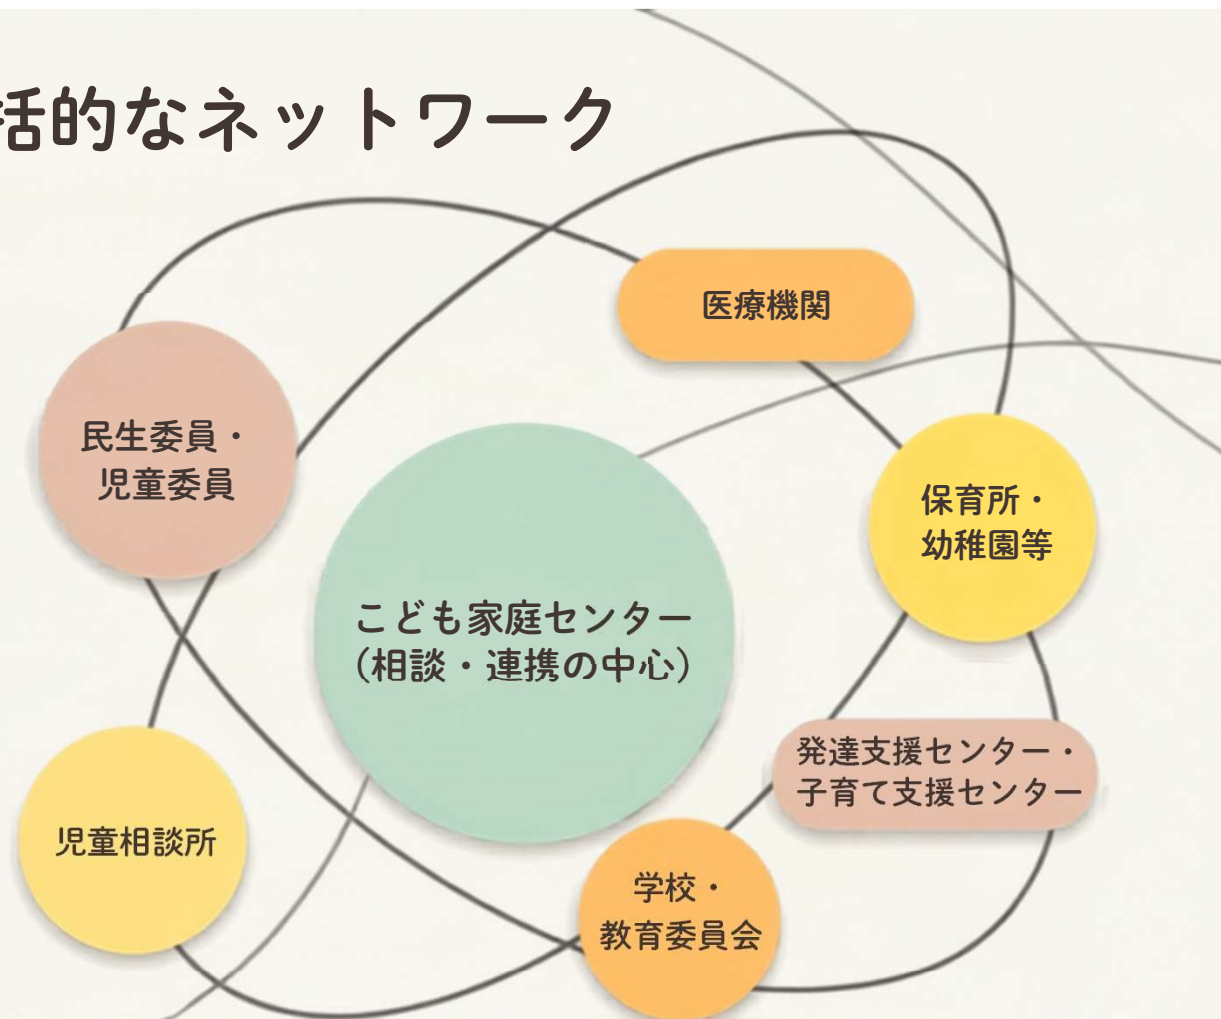 括的なネットワーク
医療機関
民生委員・
児童委員
保育所・
幼稚園等
こども家庭センター
(相談・連携の中心)
発達支援センター・
子育て支援センター
児童相談所
学校・
教育委員会